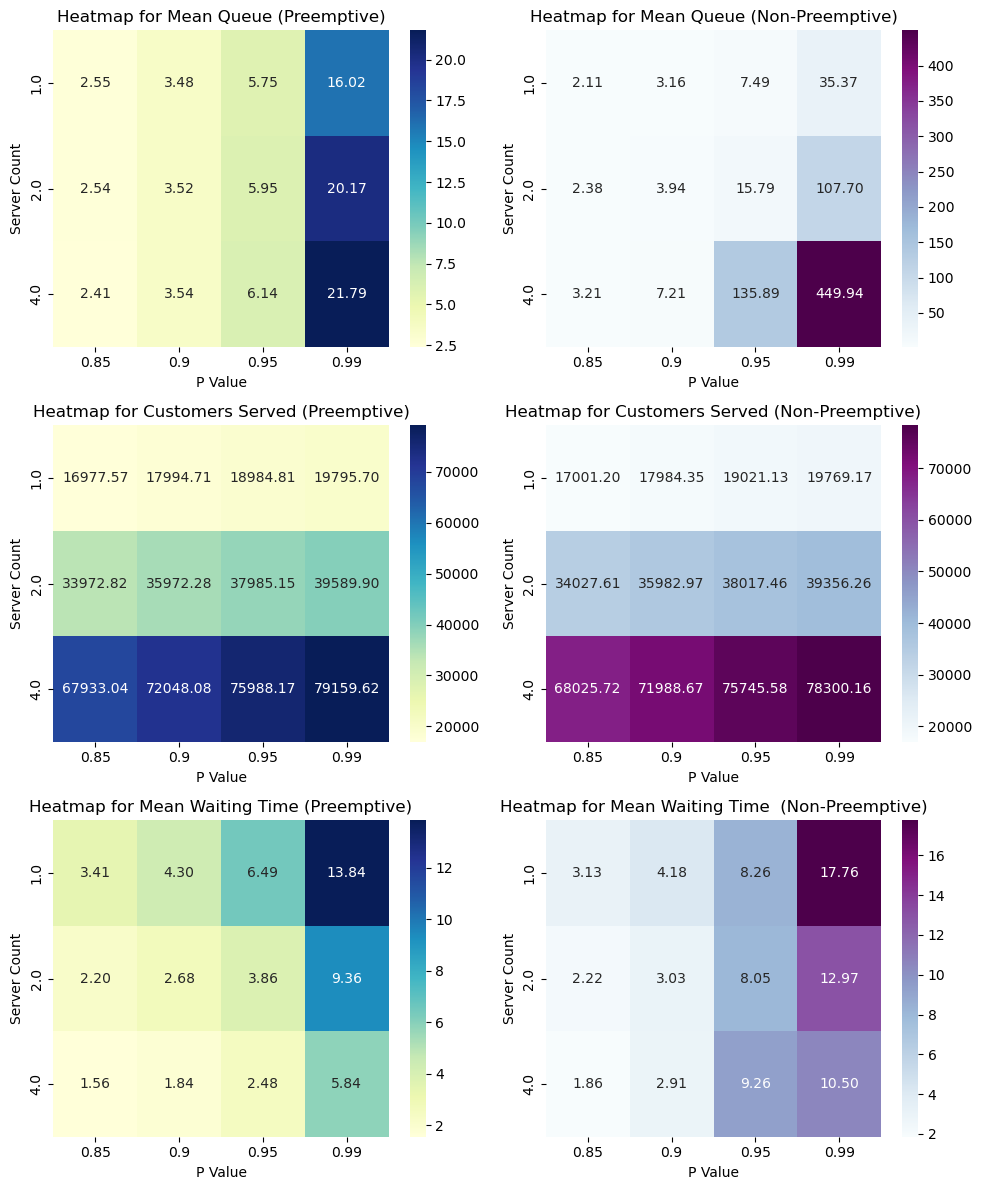 Heatmap for Mean Queue (Preemptive)
Server Count
1.0
2.0
4.0
2.55 3.48 5.75 16.02
2.54 3.52 5.95 20.17
2.41 3.54 6.14 21.79
0.85 0.9 0.95 0.99
P Value
20.0
17.5
15.0
12.5
10.0
7.5
5.0
2.5
Heatmap for Mean Queue (Non-Preemptive)
Server Count
1.0
2.0
4.0
2.11 3.16 7.49 35.37
2.38 3.94 15.79 107.70
3.21 7.21 135.89 449.94
0.85 0.9 0.95 0.99
P Value
400
350
300
250
200
150
100
50
Heatmap for Customers Served (Preemptive)
Server Count
1.0
2.0
4.0
16977.57 17994.71 18984.81 19795.70
33972.82 35972.28 37985.15 39589.90
67933.04 72048.08 75988.17 79159.62
0.85 0.9 0.95 0.99
P Value
70000
60000
50000
40000
30000
20000
Heatmap for Customers Served (Non-Preemptive)
Server Count
1.0
2.0
4.0
17001.20 17984.35 19021.13 19769.17
34027.61 35982.97 38017.46 39356.26
68025.72 71988.67 75745.58 78300.16
0.85 0.9 0.95 0.99
P Value
70000
60000
50000
40000
30000
20000
Heatmap for Mean Waiting Time (Preemptive)
Server Count
1.0
2.0
4.0
3.41 4.30 6.49 13.84
2.20 2.68 3.86 9.36
1.56 1.84 2.48 5.84
0.85 0.9 0.95 0.99
P Value
12
10
8
6
4
2
Heatmap for Mean Waiting Time  (Non-Preemptive)
Server Count
1.0
2.0
4.0
3.13 4.18 8.26 17.76
2.22 3.03 8.05 12.97
1.86 2.91 9.26 10.50
0.85 0.9 0.95 0.99
P Value
16
14
12
10
8
6
4
2